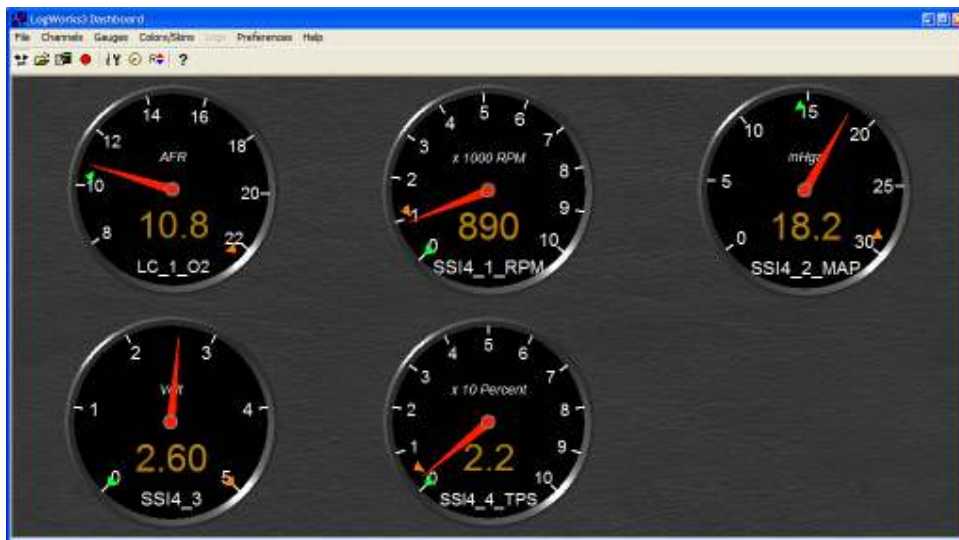 LogWorks3 Dashboard
File Channels Gauges Colors/Skins Logs Preferences Help
?
8 10 12 14 16 18 20 22
AFR
10.8
LC_1_O2
0 1 2 3 4 5 6 7 8 9 10
x 1000 RPM
890
SSI4_1_RPM
0 5 10 15 20 25 30
18.2
SSI4_2_MAP
0 1 2 3 4 5
Volt
2.60
SSI4_3
0 1 2 3 4 5 6 7 8 9 10
x 10 Percent
2.2
SSI4_4_TPS